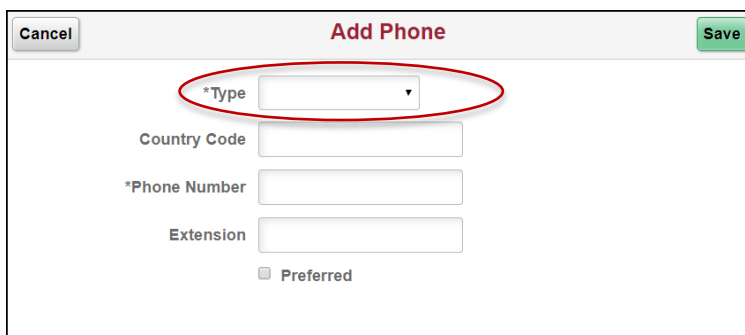 Cancel Add Phone Save
*Type
Country Code
*Phone Number
Extension
Preferred